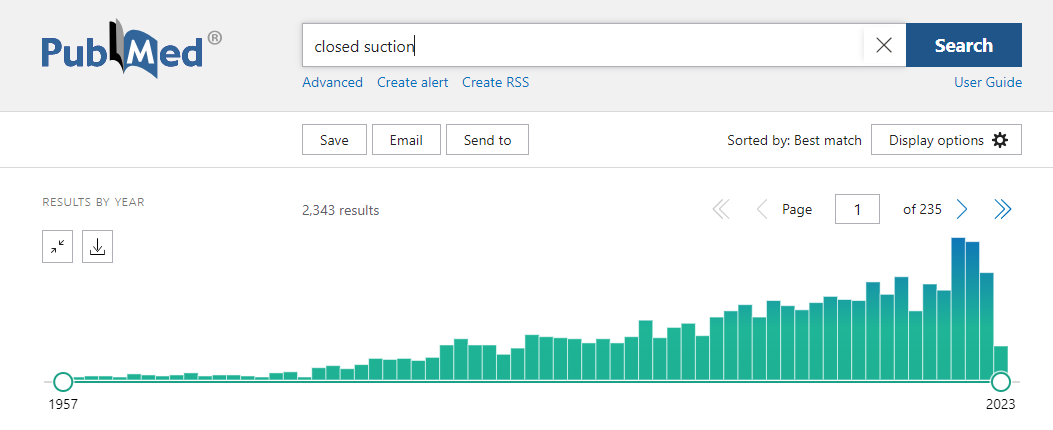 PubMed®
closed suction
Search
Advanced Create alert Create RSS
User Guide
Save Email Send to
Sorted by: Best match Display options
RESULTS BY YEAR
2,343 results
Page 1 of 235
1957
2023